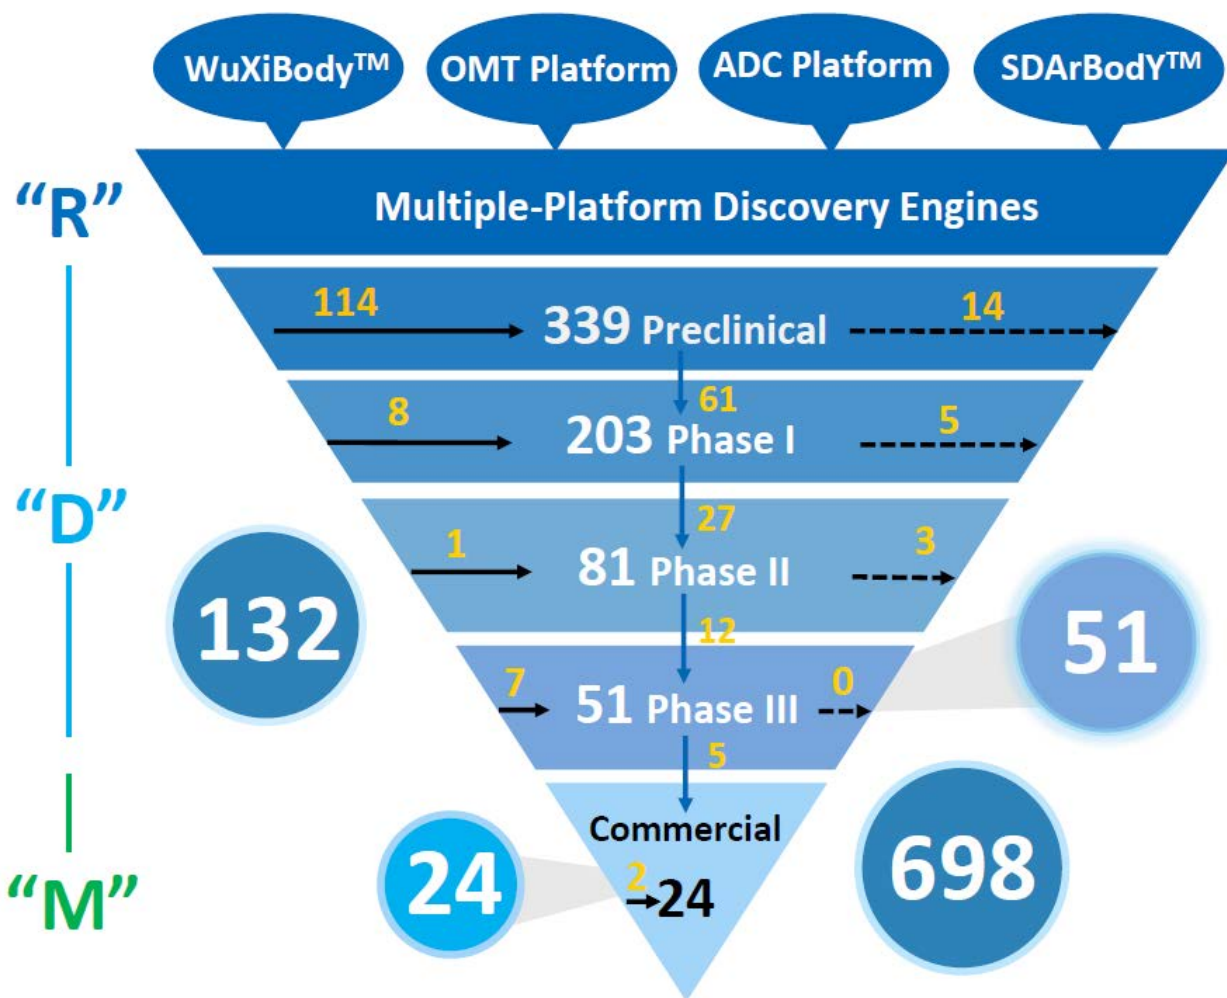 WuXiBody™
OMT Platform
ADC Platform
SDArBodY™
“R”
Multiple-Platform Discovery Engines
114
339 Preclinical
14
61
8
203 Phase I
5
“D”
27
1
81 Phase II
3
132
12
51
7
51 Phase III
0
5
Commercial
24
2
24
698
“M”